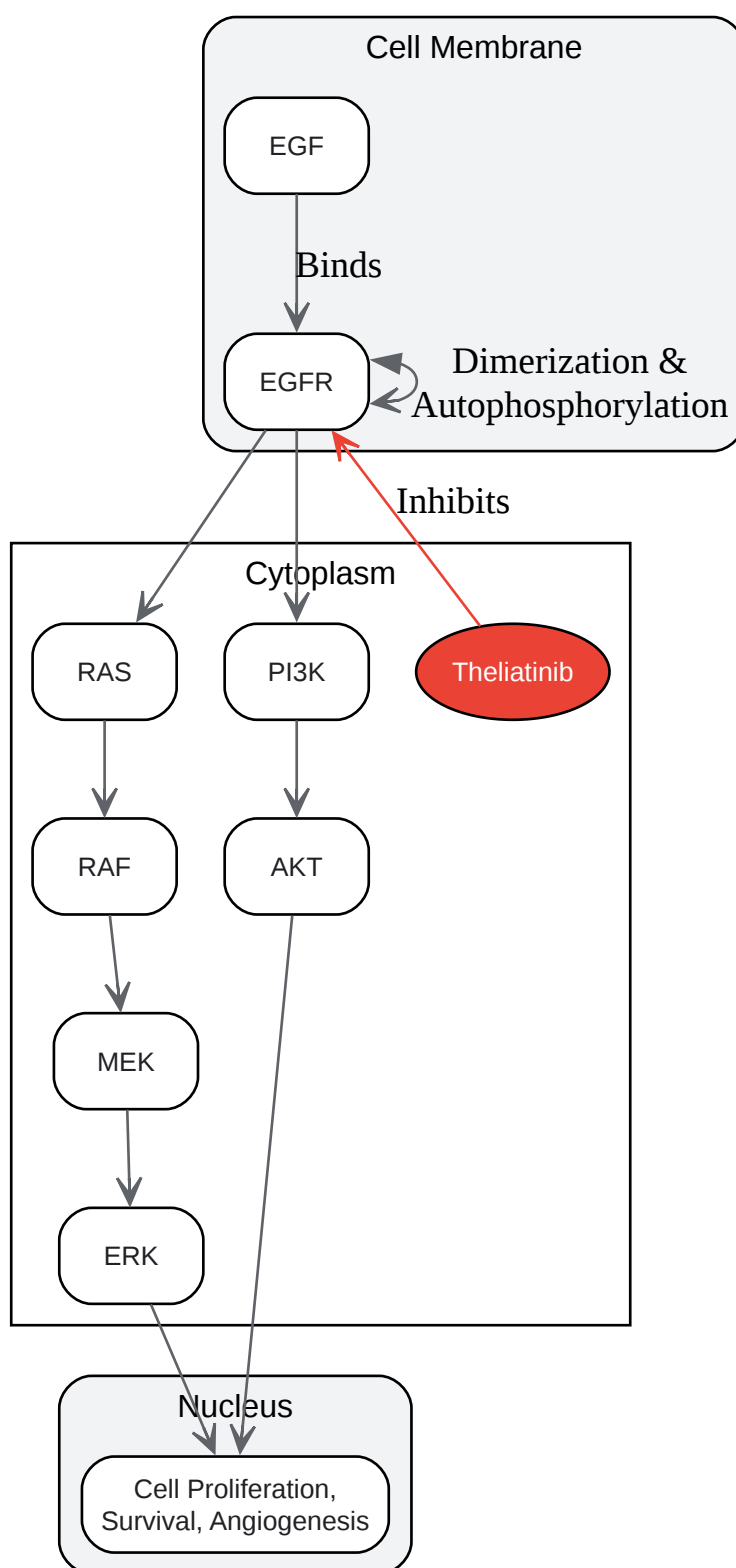 Cell Membrane
EGF
Binds
EGFR
Dimerization &
Autophosphorylation
Inhibits
Cytoplasm
RAS
PI3K
Theliatinib
RAF
AKT
MEK
ERK
Nucleus
Cell Proliferation,
Survival, Angiogenesis